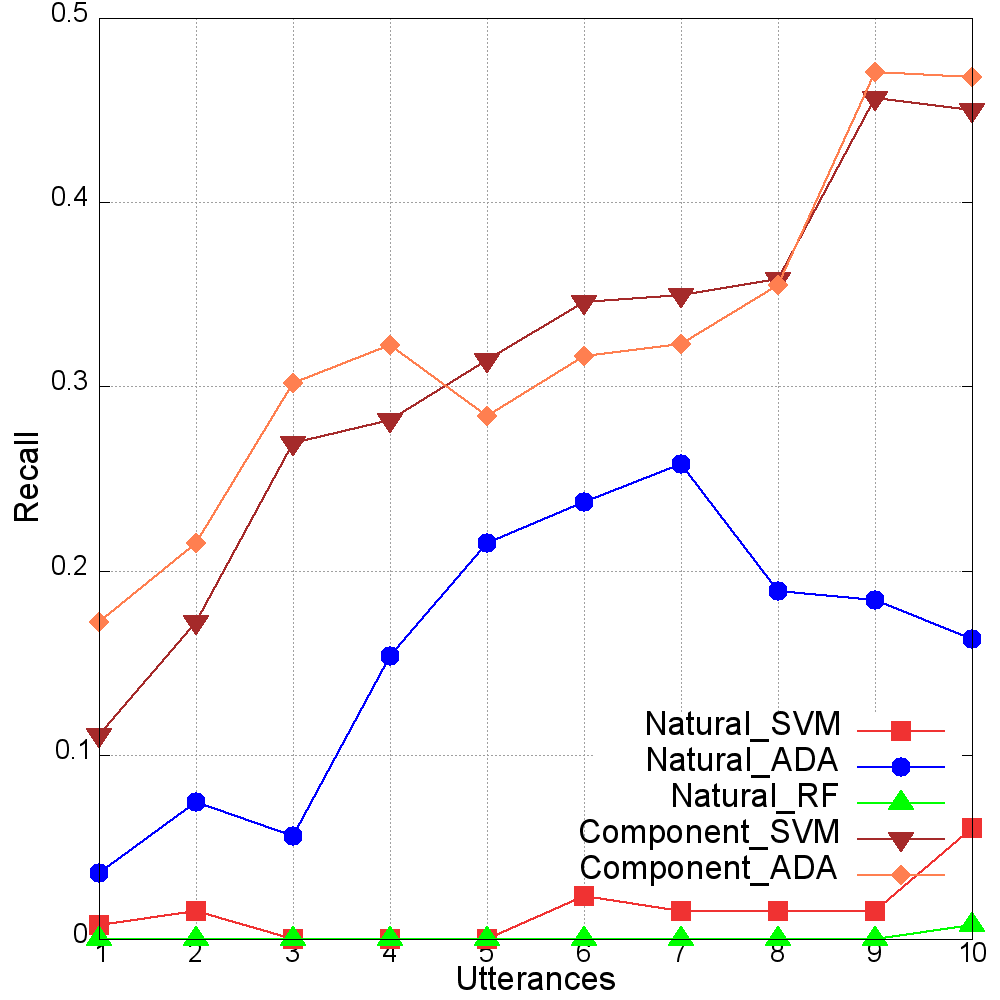 0.5
0.4
0.3
0.2
0.1
0
Recall
Natural_SVM
Natural_ADA
Natural_RF
Component_SVM
Component_ADA
1 2 3 4 5 6 7 8 9 10
Utterances